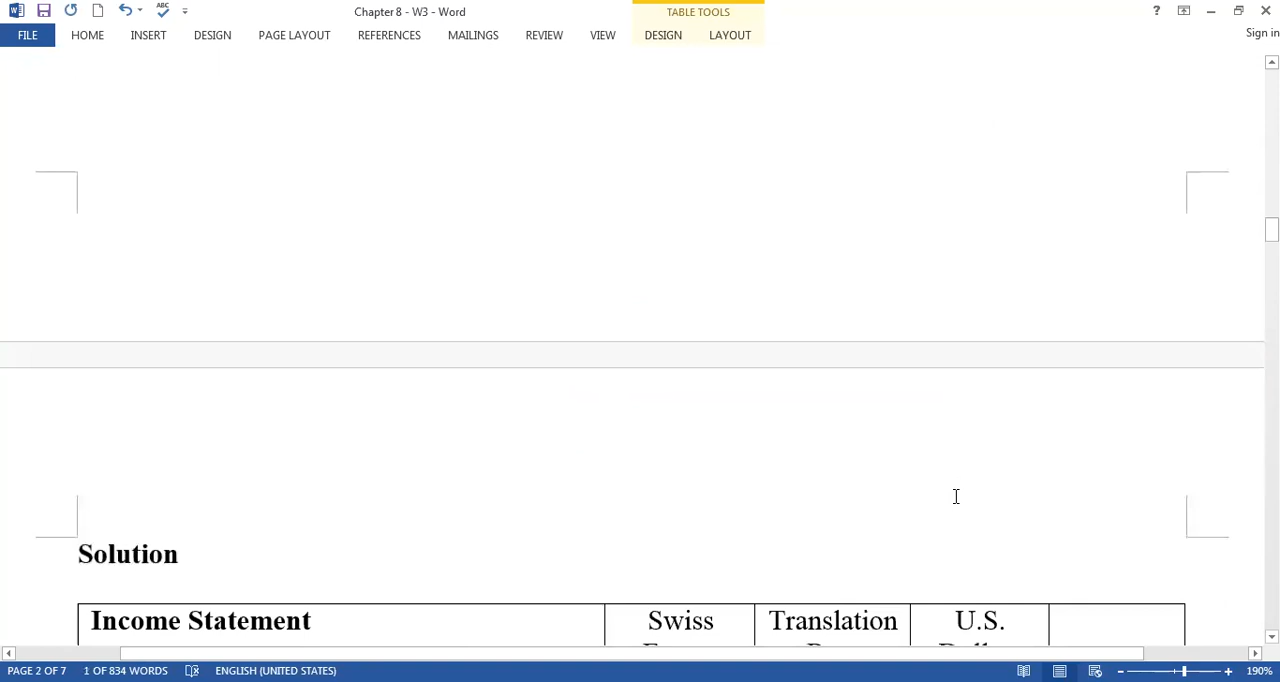 ABC
Chapter 8 - W3 - Word
TABLE TOOLS
?
Sign in
FILE HOME INSERT DESIGN PAGE LAYOUT REFERENCES MAILINGS REVIEW VIEW DESIGN LAYOUT
Solution
Income Statement Swiss Translation U.S.
PAGE 2 OF 7 1 OF 834 WORDS ENGLISH (UNITED STATES) 190%